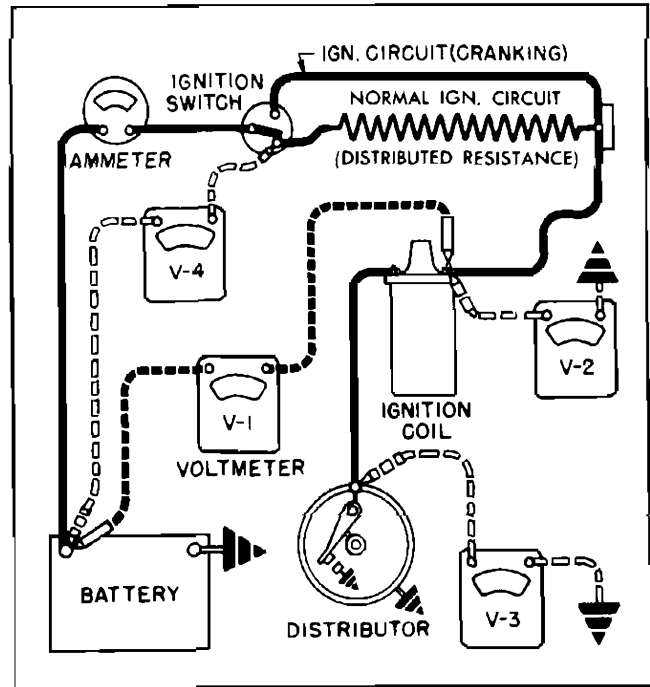 IGN. CIRCUIT(CRANKING)
IGNITION
SWITCH
NORMAL IGN. CIRCUIT
AMMETER
(DISTRIBUTED RESISTANCE)
V-4
V-2
V-1
IGNITION
COIL
VOLTMETER
BATTERY
DISTRIBUTOR
V-3